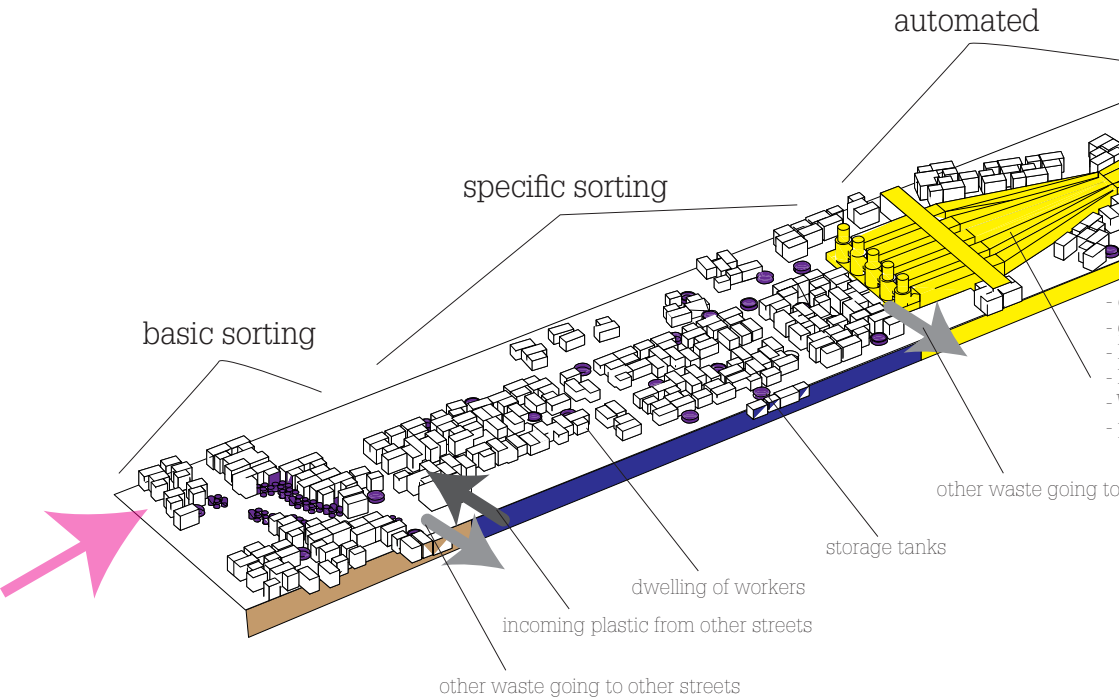 automated
specific sorting
basic sorting
other waste going to
storage tanks
dwelling of workers
incoming plastic from other streets
other waste going to other streets